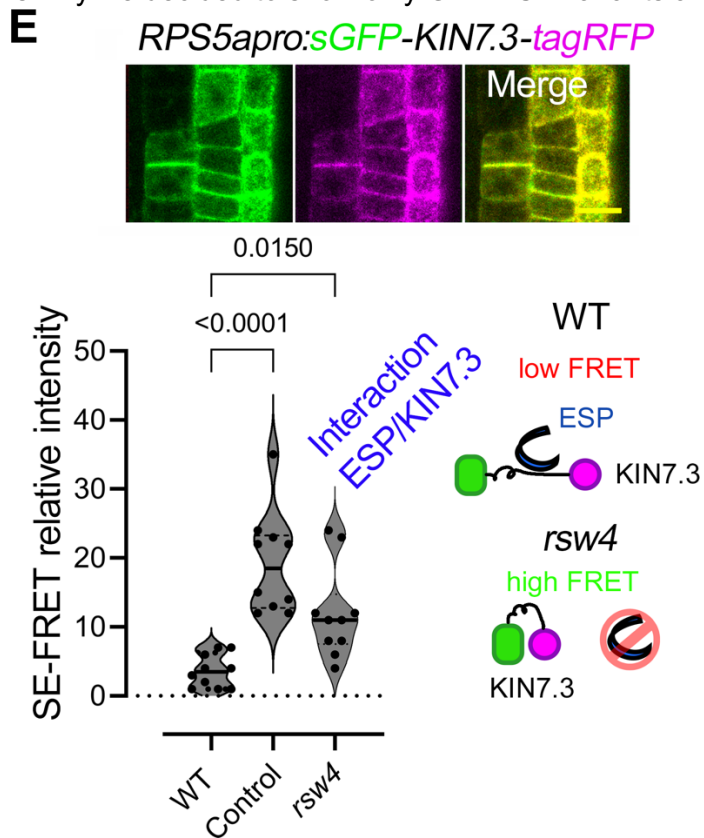 E
RPS5apro:sGFP-KIN7.3-tagRFP
Merge
0.0150
<0.0001
SE-FRET relative intensity
50
40
30
20
10
0
WT
Control
rsw4
Interaction
ESP/KIN7.3
WT
low FRET
ESP
KIN7.3
rsw4
high FRET
KIN7.3